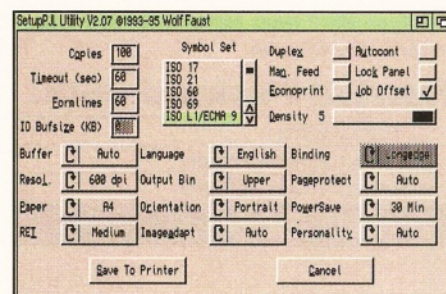 SetupPJL Utility V2.07 ©1993-95 Wolf Faust
Copies 100
Timeout (sec) 60
Formlines 60
IO Bufsize (KB) 0
Symbol Set
ISO 17
ISO 21
ISO 60
ISO 69
ISO L1/ECMA 9
Duplex Autocont
Man. Feed Lock Panel
Econoprint Job Offset
Density 5
Buffer Auto Language English Binding Longedge
Resol. 600 dpi Output Bin Upper Pageprotect Auto
Paper A4 Orientation Portrait PowerSave 30 Min
RET Medium Imageadapt Auto Personality Auto
Save To Printer Cancel